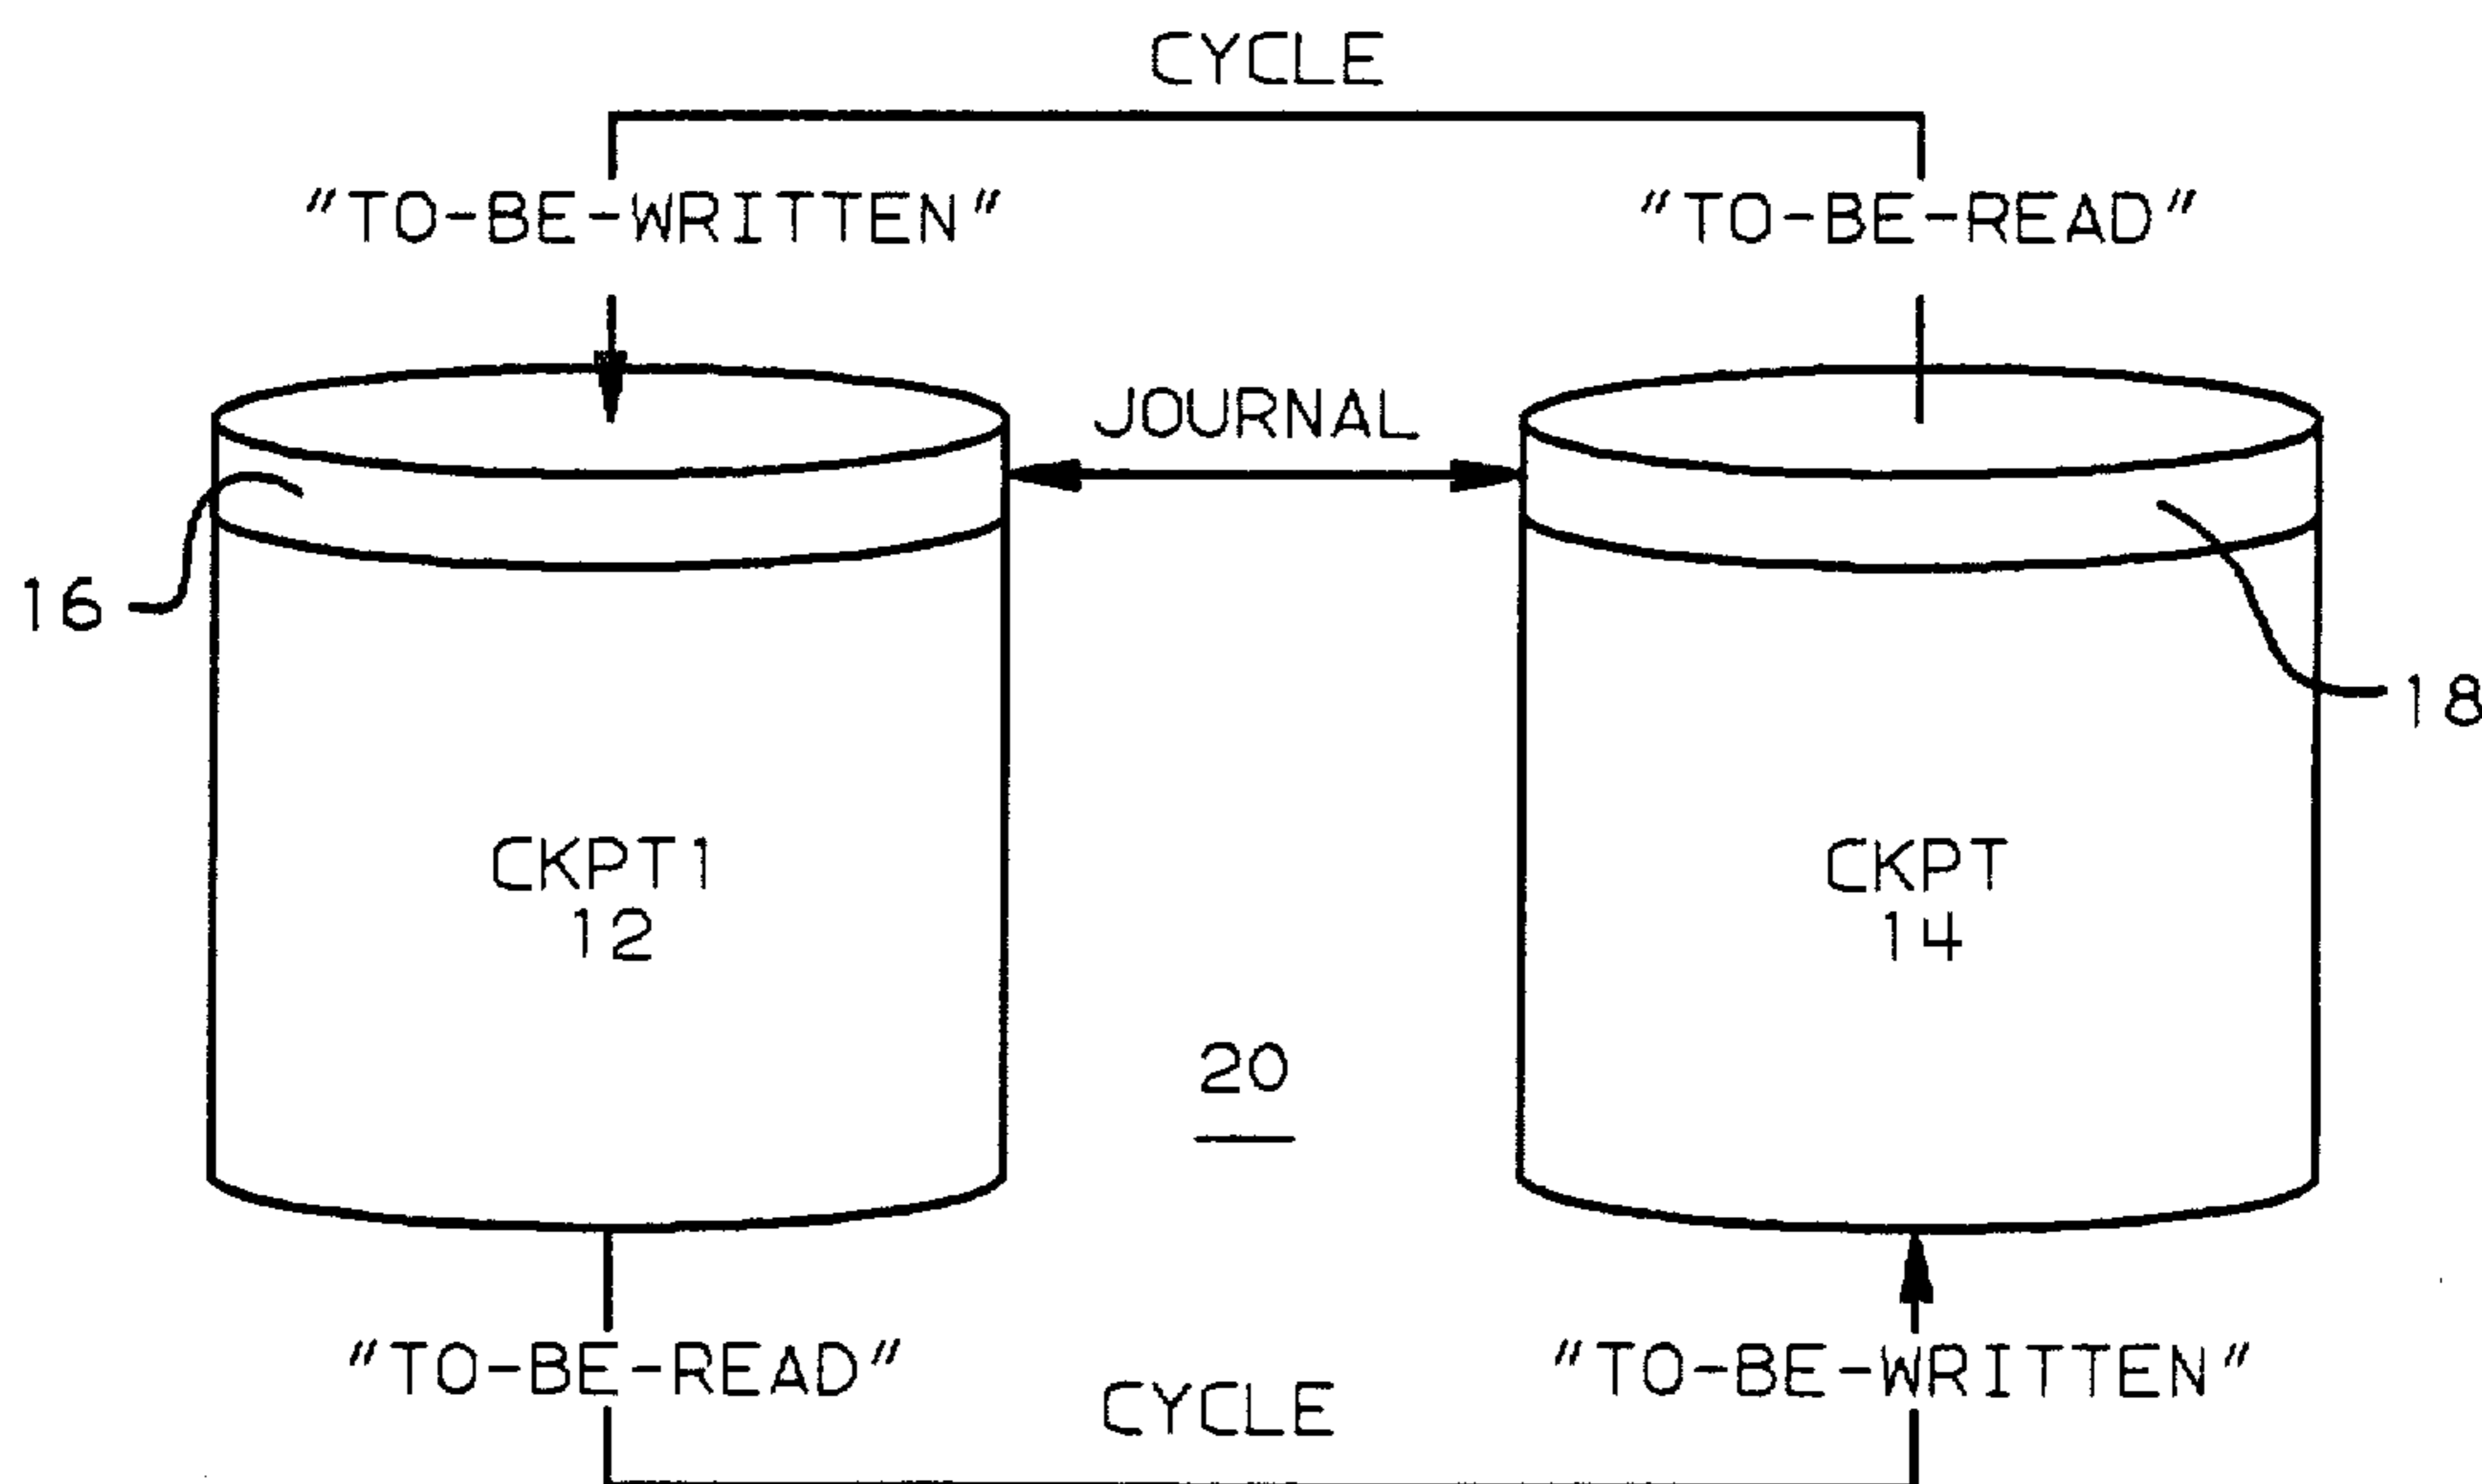 CYCLE
"TO-BE-WRITTEN" "TO-BE-READ"
JOURNAL
16
18
CKPT1 CKPT
12 14
20
"TO-BE-READ" "TO-BE-WRITTEN"
CYCLE